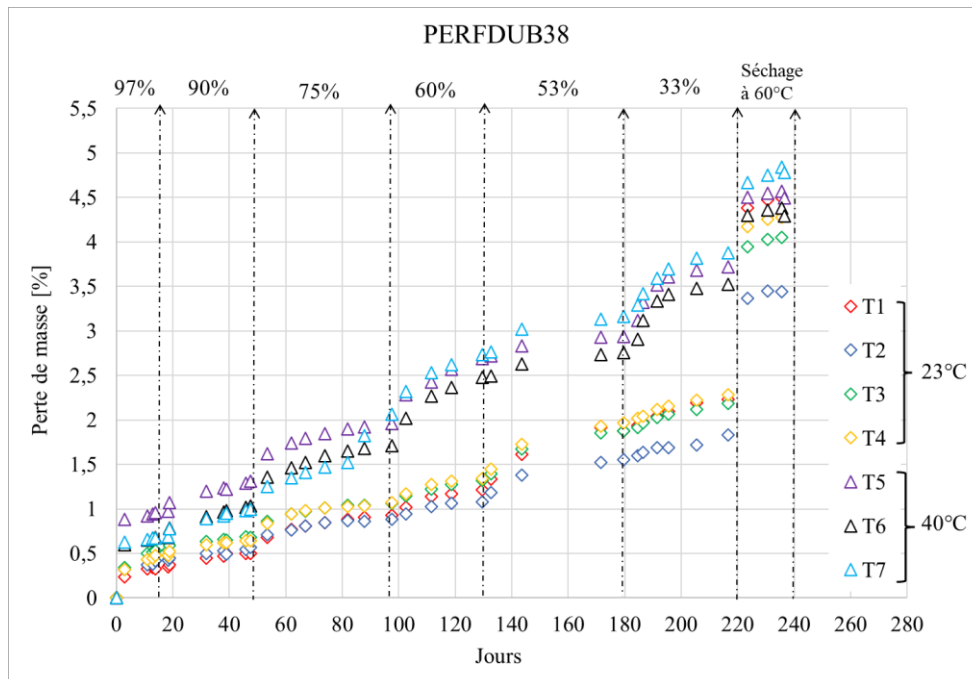 PERFDUB38
97% 90% 75% 60% 53% 33% Séchage
à 60°C
5,5
5
4,5
4
3,5
3
2,5
2
1,5
1
0,5
0
Perte de masse [%]
0 20 40 60 80 100 120 140 160 180 200 220 240 260 280
Jours
T1
T2
T3
T4
23°C
T5
T6
T7
40°C